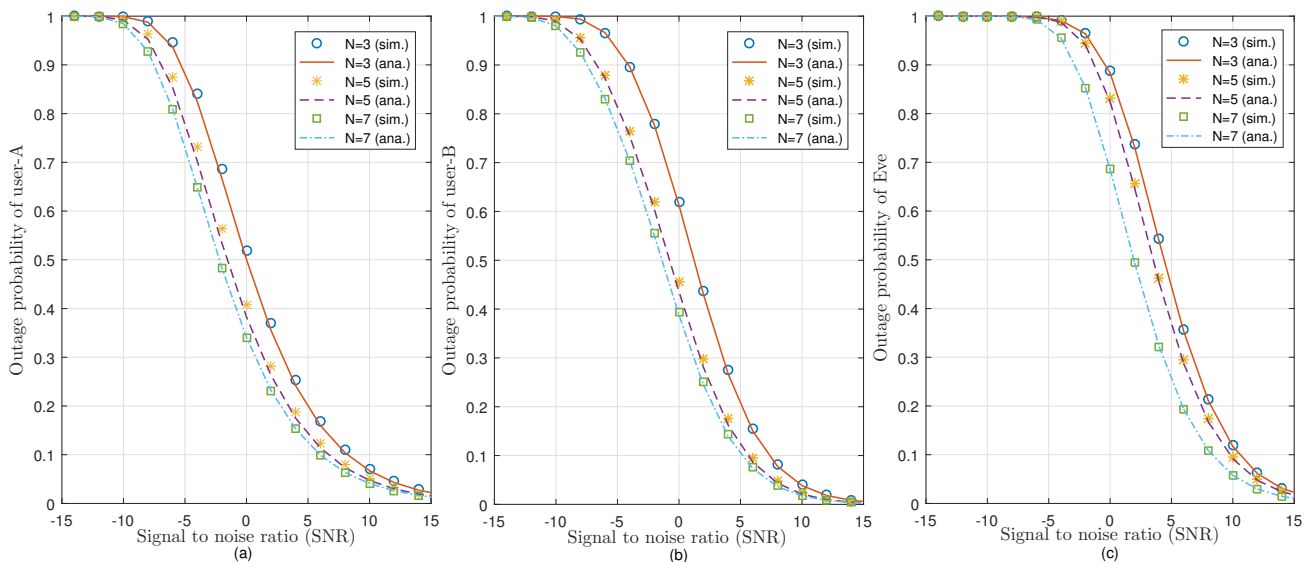 Outage probability of user-A
1
0.9
0.8
0.7
0.6
0.5
0.4
0.3
0.2
0.1
0
-15
-10
-5
0
5
10
15
N=3 (sim.)
N=3 (ana.)
N=5 (sim.)
N=5 (ana.)
N=7 (sim.)
N=7 (ana.)
Signal to noise ratio (SNR)
(a)
Outage probability of user-B
1
0.9
0.8
0.7
0.6
0.5
0.4
0.3
0.2
0.1
0
-15
-10
-5
0
5
10
15
N=3 (sim.)
N=3 (ana.)
N=5 (sim.)
N=5 (ana.)
N=7 (sim.)
N=7 (ana.)
Signal to noise ratio (SNR)
(b)
Outage probability of Eve
1
0.9
0.8
0.7
0.6
0.5
0.4
0.3
0.2
0.1
0
-15
-10
-5
0
5
10
15
N=3 (sim.)
N=3 (ana.)
N=5 (sim.)
N=5 (ana.)
N=7 (sim.)
N=7 (ana.)
Signal to noise ratio (SNR)
(c)